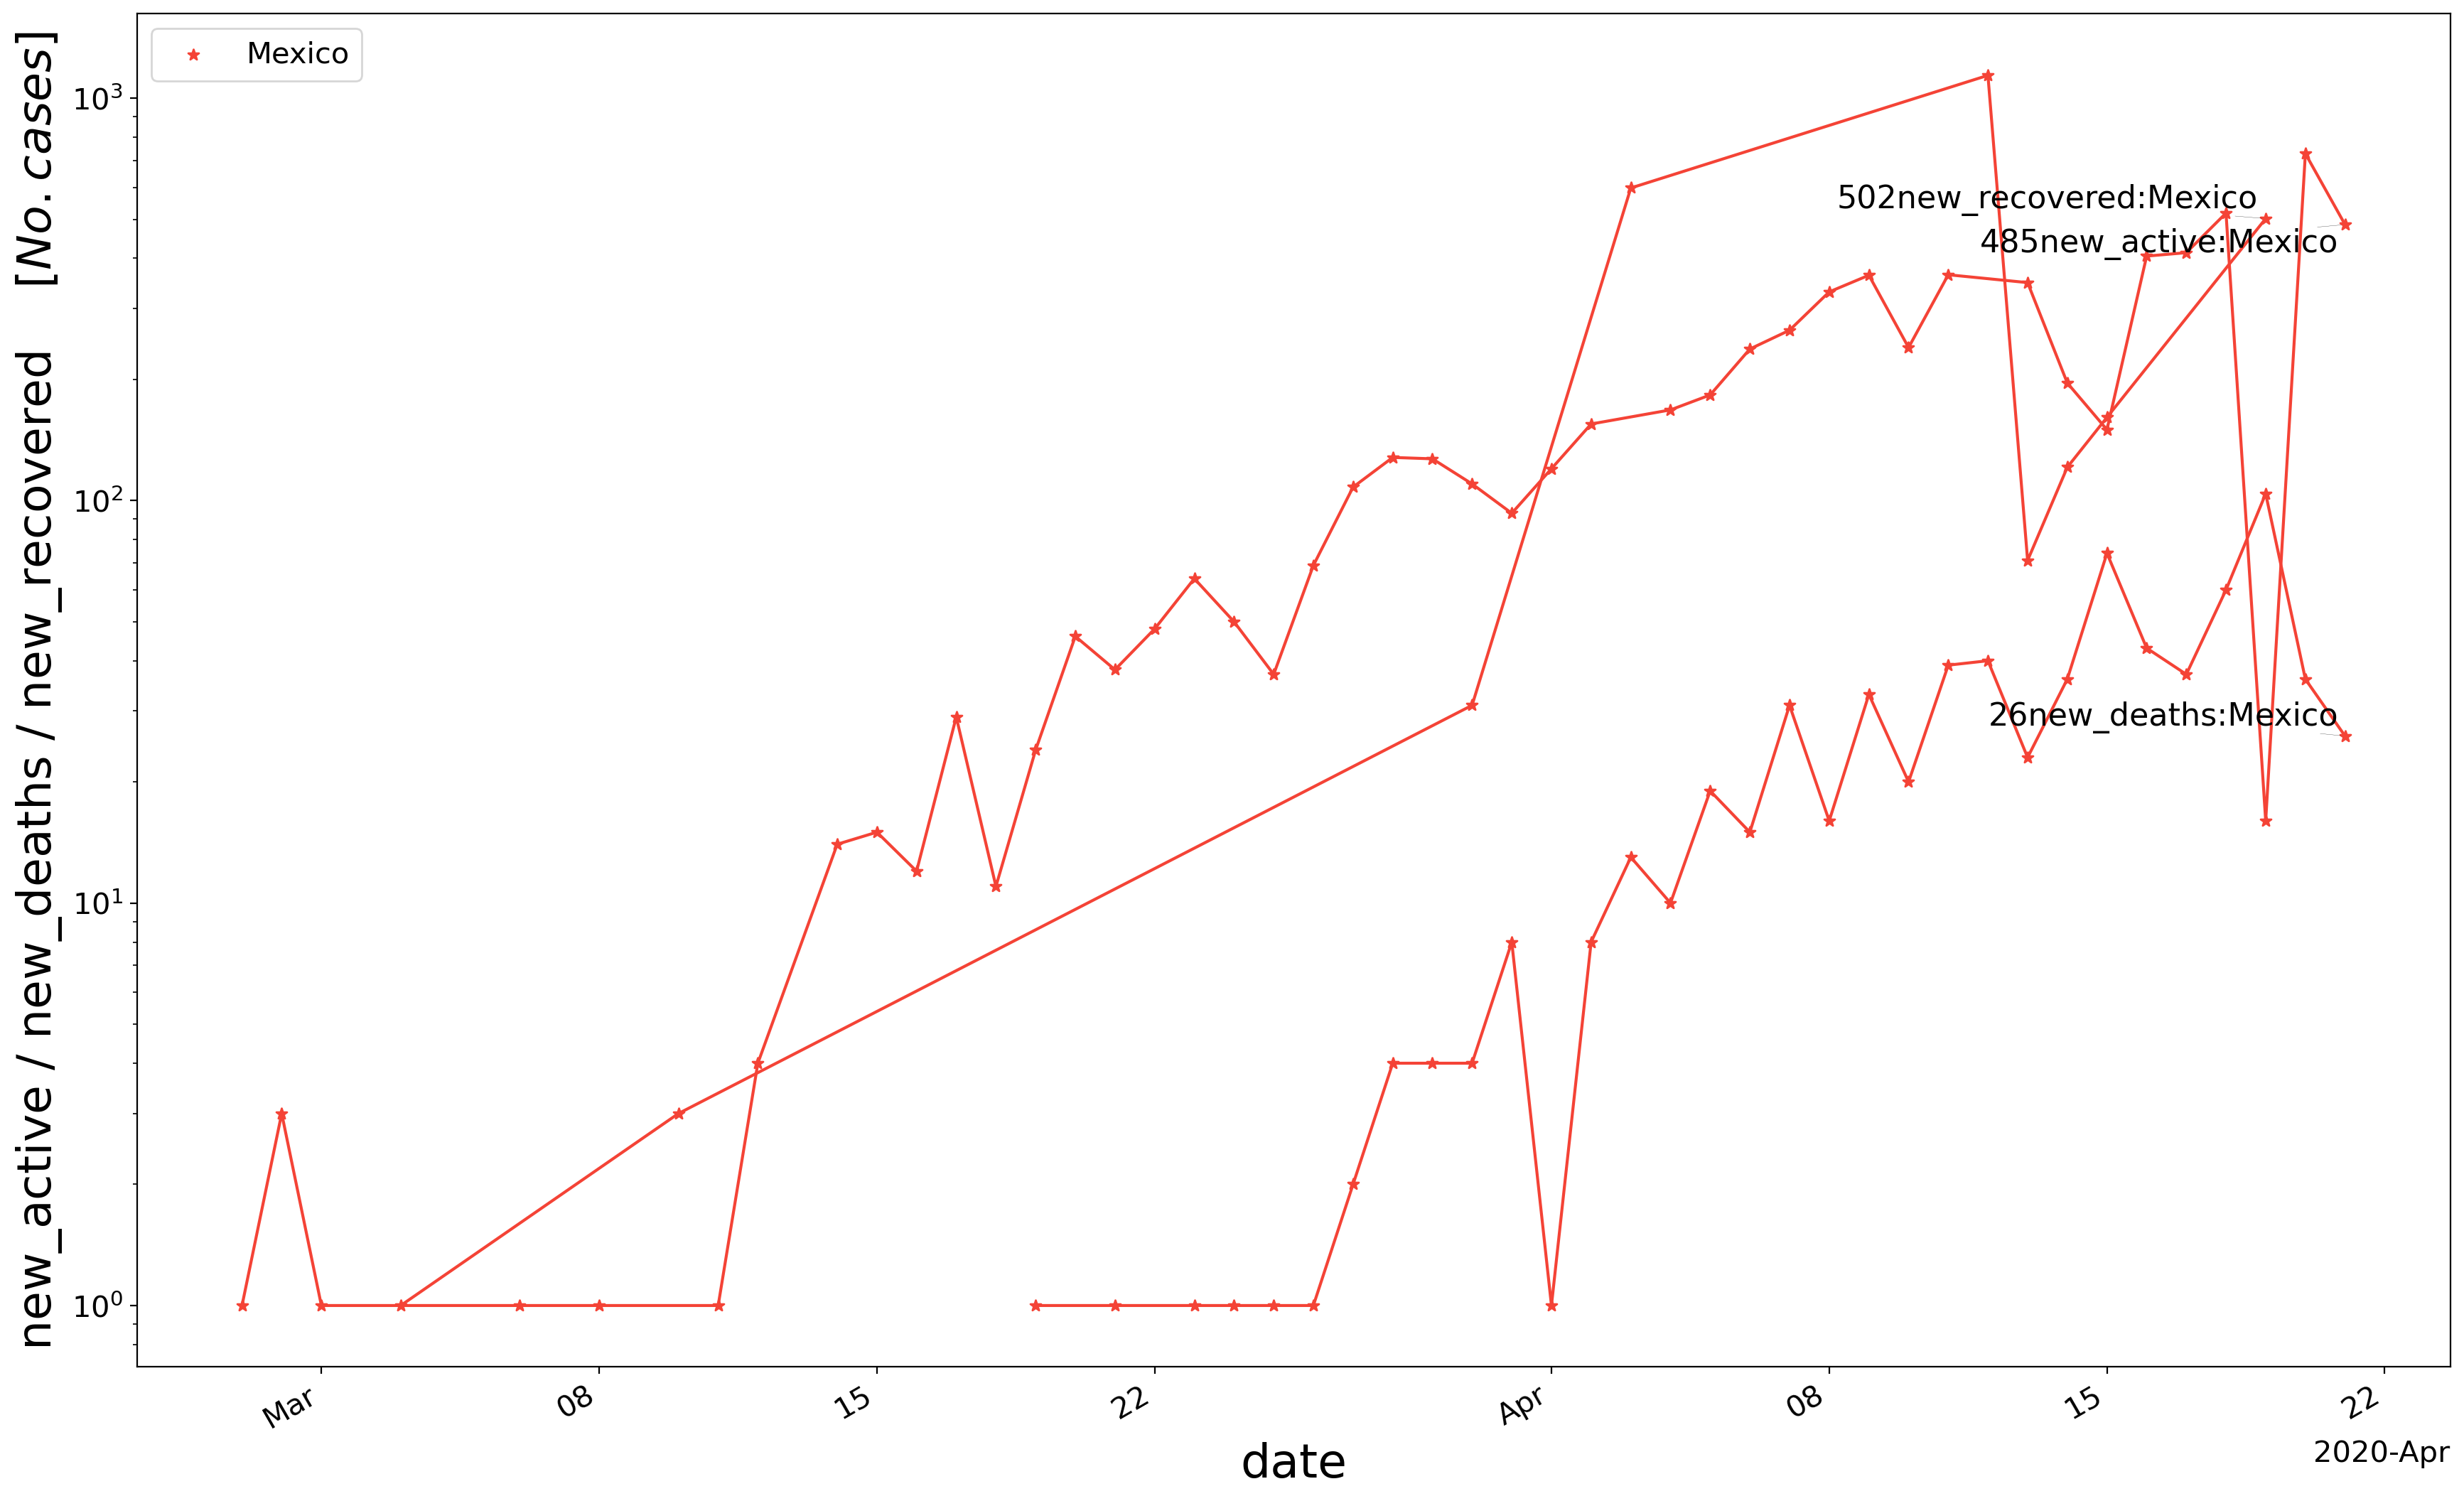 Mexico
10³
10²
10¹
10⁰
new_active / new_deaths / new_recovered [No.cases]
502new_recovered:Mexico
485new_active:Mexico
26new_deaths:Mexico
Mar
08
15
22
Apr
08
15
22
date
2020-Apr